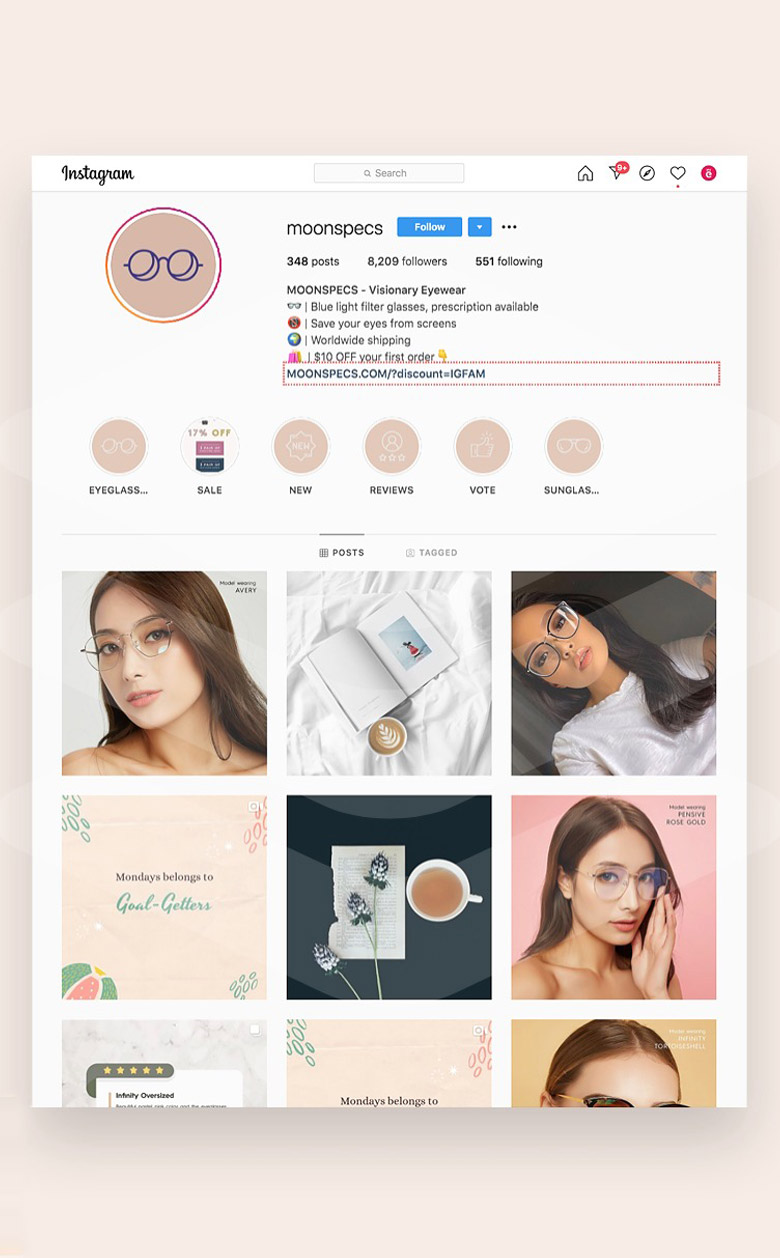 Instagram
Search
9+
ë
moonspecs
Follow
348 posts
8,209 followers
551 following
MOONSPECS - Visionary Eyewear
| Blue light filter glasses, prescription available
| Save your eyes from screens
| Worldwide shipping
| $10 OFF your first order
MOONSPECS.COM/?discount=IGFAM
17% OFF
NEW
EYEGLASS...
SALE
NEW
REVIEWS
VOTE
SUNGLAS...
POSTS
TAGGED
Model wearing
AVERY
Mondays belongs to
Goal-Getters
Model wearing
PENSIVE
ROSE GOLD
Infinity Oversized
Mondays belongs to
Model wearing
INFINITY
TORTOISESHELL